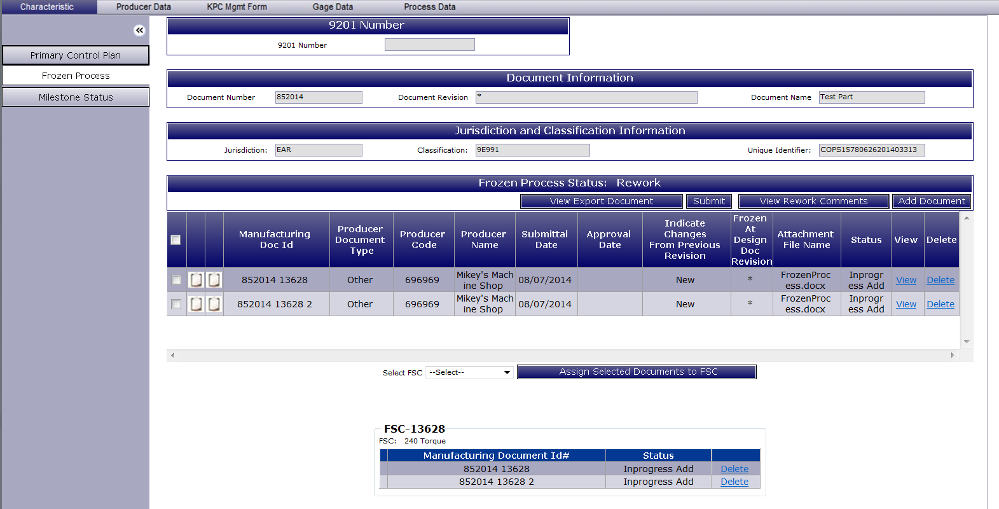 Characteristic Producer Data KPC Mgmt Form Gage Data Process Data
Primary Control Plan
Frozen Process
Milestone Status
9201 Number
9201 Number
Document Information
Document Number 852014 Document Revision * Document Name Test Part
Jurisdiction and Classification Information
Jurisdiction: EAR Classification: 9E991 Unique Identifier: COPS15780626201403313
Frozen Process Status: Rework
View Export Document Submit View Rework Comments Add Document
Manufacturing Doc Id Producer Document Type Producer Code Producer Name Submittal Date Approval Date Indicate Changes From Previous Revision Frozen At Design Doc Revision Attachment File Name Status View Delete
852014 13628 Other 696969 Mikey's Mach ine Shop 08/07/2014 New * FrozenProc ess.docx Inprogr ess Add View Delete
852014 13628 2 Other 696969 Mikey's Mach ine Shop 08/07/2014 New * FrozenProc ess.docx Inprogr ess Add View Delete
Select FSC --Select-- Assign Selected Documents to FSC
FSC-13628
FSC: 240 Torque
Manufacturing Document Id# Status
852014 13628 Inprogress Add Delete
852014 13628 2 Inprogress Add Delete